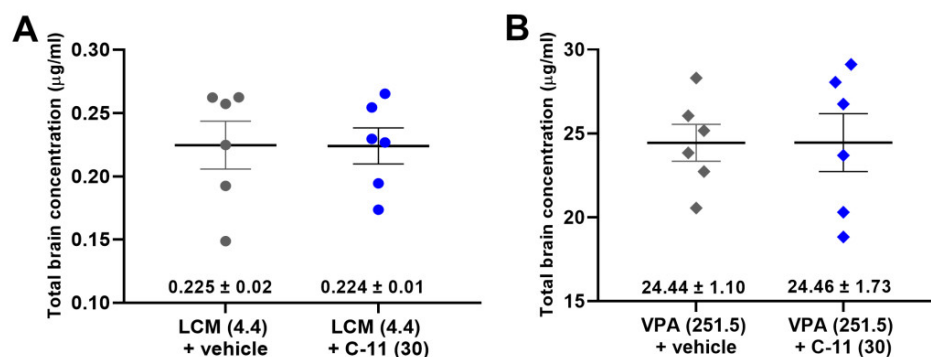 A
Total brain concentration (µg/ml)
0.30
0.25
0.20
0.15
0.10
0.225 ± 0.02
0.224 ± 0.01
LCM (4.4)
+ vehicle
LCM (4.4)
+ C-11 (30)
B
Total brain concentration (µg/ml)
30
25
20
15
24.44 ± 1.10
24.46 ± 1.73
VPA (251.5)
+ vehicle
VPA (251.5)
+ C-11 (30)